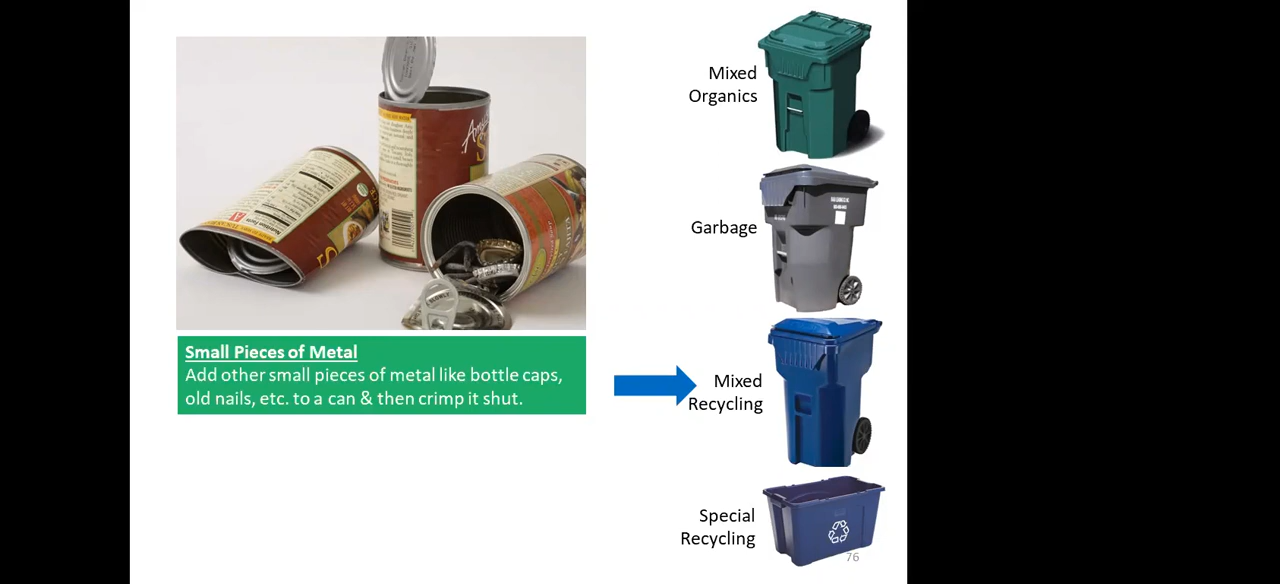 Mixed
Organics
Garbage
Small Pieces of Metal
Add other small pieces of metal like bottle caps,
old nails, etc. to a can & then crimp it shut.
Mixed
Recycling
Special
Recycling
76